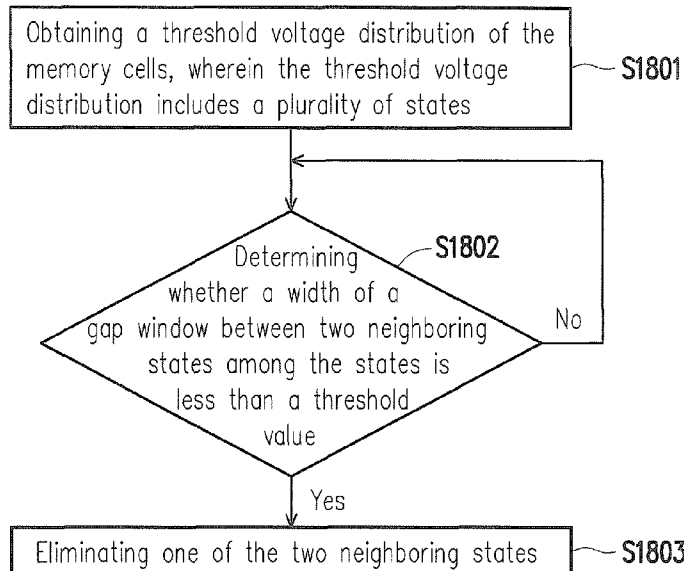 Obtaining a threshold voltage distribution of the
memory cells, wherein the threshold voltage
distribution includes a plurality of states
S1801
S1802
Determining
whether a width of a
gap window between two neighboring
states among the states is
less than a threshold
value
No
Yes
Eliminating one of the two neighboring states
S1803